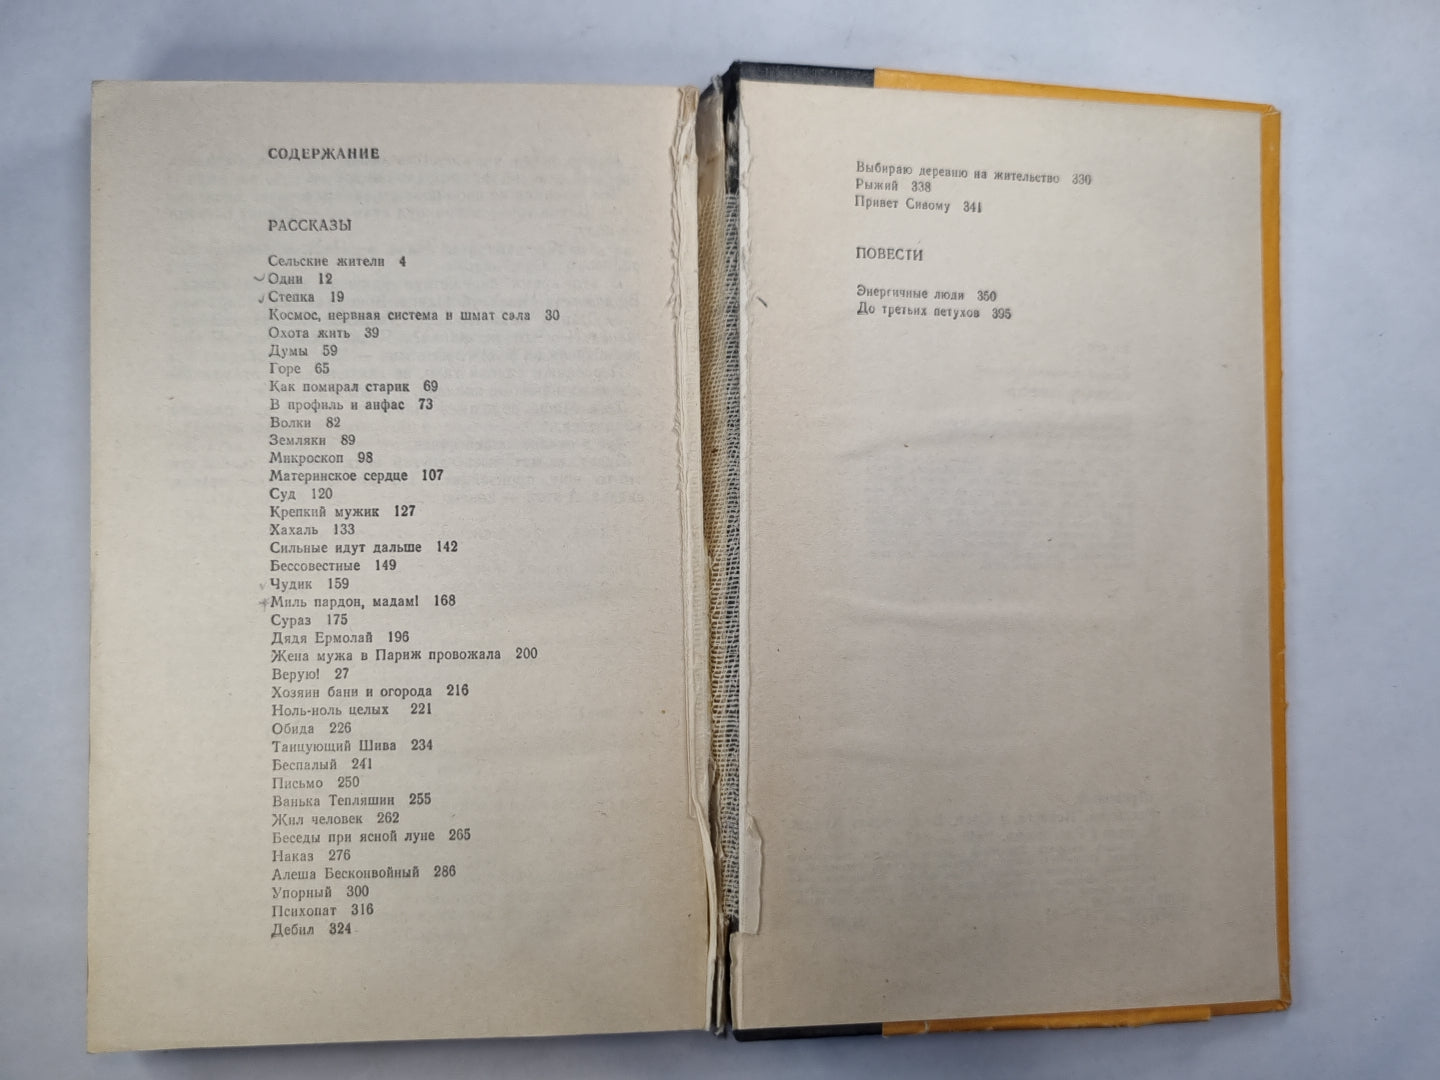 СОДЕРЖАНИЕ
РАССКАЗЫ
Сельские жители 4
Одни 12
Степка 19
Космос, нервная система и шмат сала 30
Охота жить 39
Думы 59
Горе 65
Как помирал старик 69
В профиль и анфас 73
Волки 82
Земляки 89
Микроскоп 98
Материнское сердце 107
Суд 120
Крепкий мужик 127
Хахаль 133
Сильные идут дальше 142
Бессовестные 149
Чудик 159
Миль пардон, мадам! 168
Сураз 175
Дядя Ермолай 196
Жена мужа в Париж провожала 200
Верую! 27
Хозяин бани и огорода 216
Ноль-ноль целых 221
Обида 226
Танцующий Шива 234
Беспалый 241
Письмо 250
Ванька Тепляшин 255
Жил человек 262
Беседы при ясной луне 265
Наказ 276
Алеша Бесконвойный 286
Упорный 300
Психопат 316
Дебил 324
Выбираю деревню на жительство 330
Рыжий 338
Привет Сивому 341
ПОВЕСТИ
Энергичные люди 350
До третьих петухов 395